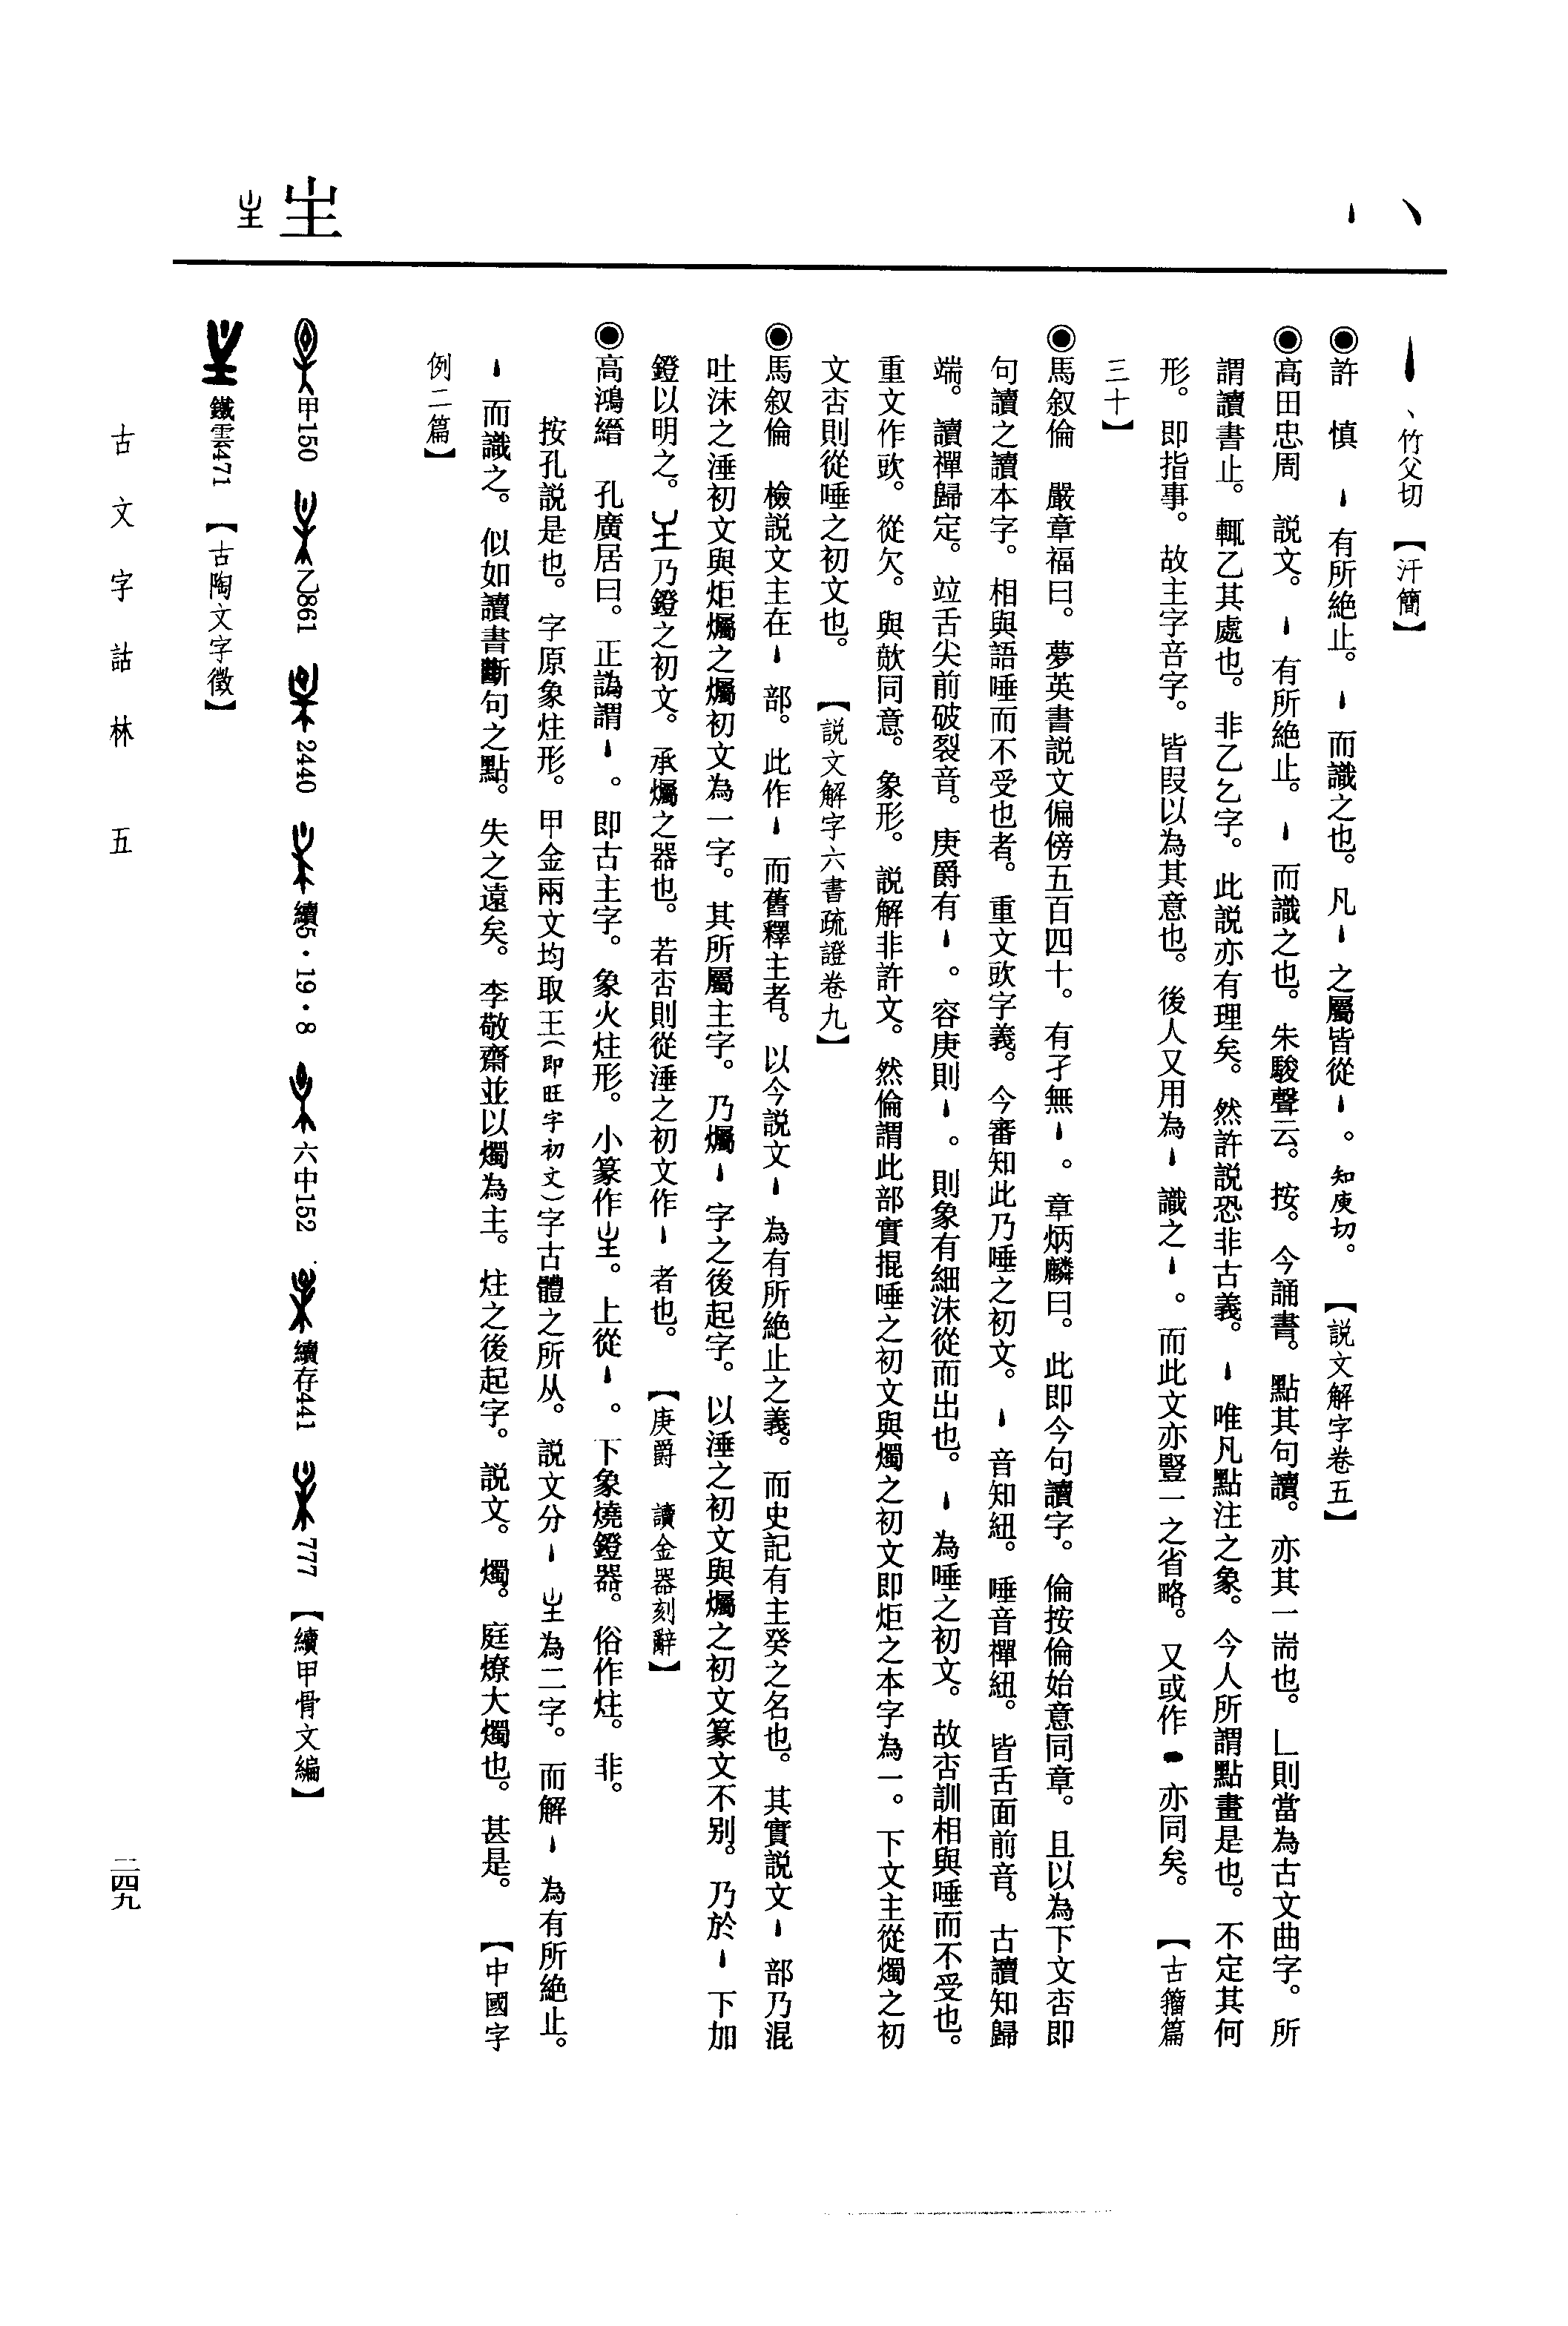 丶
𡉚
丶竹父切【汗簡】
◉許　慎　丶有所絶止。丶而識之也。凡丶之屬皆從丶。知庾切。【説文解字卷五】
◉高田忠周　説文。丶有所絶止。丶而識之也。朱駿聲云。按。今誦書。點其句讀。亦其一耑也。乚則當為古文曲字。所
謂讀書止。輒乙其處也。非乙𠃉字。此説亦有理矣。然許説恐非古義。丶唯凡點注之象。今人所謂點畫是也。不定其何
形。即指事。故主字咅字。皆叚以為其意也。後人又用為丶識之丶。而此文亦豎一之省略。又或作亦同矣。【古籀篇
三十】
◉馬叙倫　嚴章福曰。夢英書説文偏傍五百四十。有孑無丶。章炳麟曰。此即今句讀字。倫按倫始意同章。且以為下文咅即
句讀之讀本字。相與語唾而不受也者。重文㰯字義。今審知此乃唾之初文。丶音知紐。唾音襌紐。皆舌面前音。古讀知歸
端。讀襌歸定。竝舌尖前破裂音。庚爵有丶。容庚則丶。則象有細沫從而出也。丶為唾之初文。故咅訓相與唾而不受也。
重文作㰯。從欠。與歕同意。象形。説解非許文。然倫謂此部實掍唾之初文與燭之初文即炬之本字為一。下文主從燭之初
文咅則從唾之初文也。【説文解字六書疏證卷九】
◉馬叙倫　檢説文主在丶部。此作丶而舊釋主者。以今説文丶為有所絶止之義。而史記有主癸之名也。其實説文丶部乃混
吐沫之涶初文與炬爥之爥初文為一字。其所屬主字。乃爥丶字之後起字。以涶之初文與爥之初文篆文不别。乃於丶下加
鐙以明之。𡉚乃鐙之初文。承爥之器也。若咅則從涶之初文作丶者也。【庚爵　讀金器刻辭】
◉高鴻縉　孔廣居曰。正譌謂丶。即古主字。象火炷形。小篆作𡉚。上從丶。下象燒鐙器。俗作炷。非。
按孔説是也。字原象炷形。甲金兩文均取王(即旺字初文)字古體之所从。説文分丶𡉚為二字。而解丶為有所絶止。
丶而識之。似如讀書斷句之點。失之遠矣。李敬齋並以燭為主。炷之後起字。説文。燭。庭燎大燭也。甚是。【中國字
例二篇】
甲150　乙861　2440　續5·19·8　六中152　續存441　777【續甲骨文編】
鐵雲471【古陶文字徵】
古文字詁林　五
二四九